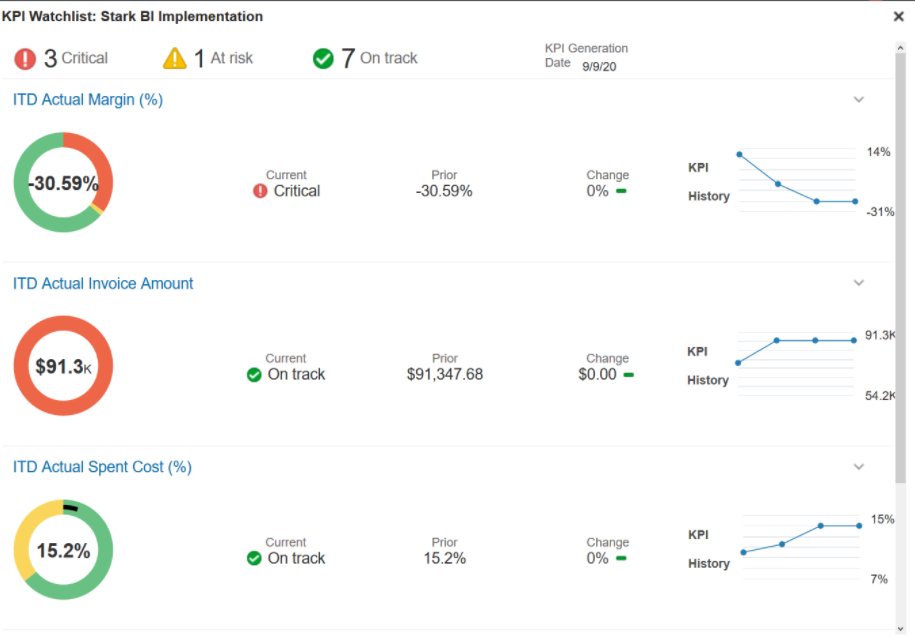 KPI Watchlist: Stark BI Implementation
3 Critical
1 At risk
7 On track
KPI Generation
Date 9/9/20
ITD Actual Margin (%)
-30.59%
Current
Critical
Prior
-30.59%
Change
0%
KPI
History
14%
-31%
ITD Actual Invoice Amount
$91.3K
Current
On track
Prior
$91,347.68
Change
$0.00
KPI
History
91.3K
54.2K
ITD Actual Spent Cost (%)
15.2%
Current
On track
Prior
15.2%
Change
0%
KPI
History
15%
7%